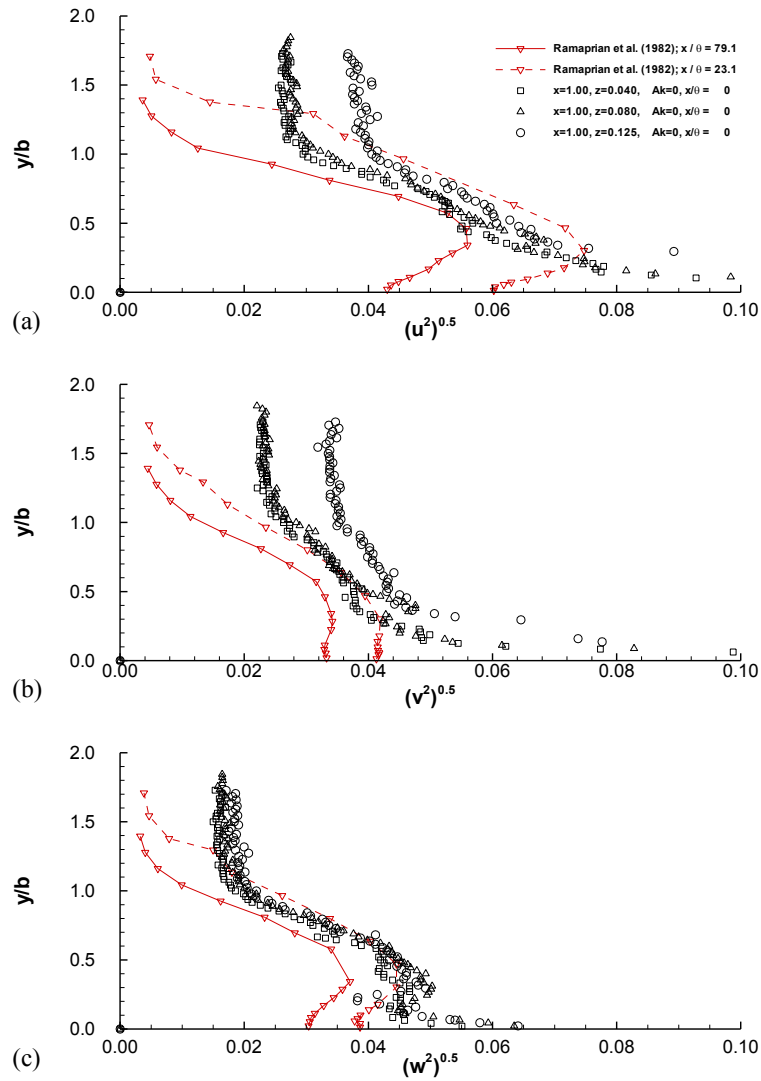 2.0
Ramaprian et al. (1982); x / θ = 79.1
Ramaprian et al. (1982); x / θ = 23.1
x=1.00, z=0.040, Ak=0, x/θ = 0
x=1.00, z=0.080, Ak=0, x/θ = 0
x=1.00, z=0.125, Ak=0, x/θ = 0
1.5
y/b
1.0
0.5
0.0
0.00 0.02 0.04 0.06 0.08 0.10
(a)
(u²)⁰·⁵
2.0
1.5
y/b
1.0
0.5
0.0
0.00 0.02 0.04 0.06 0.08 0.10
(b)
(v²)⁰·⁵
2.0
1.5
y/b
1.0
0.5
0.0
0.00 0.02 0.04 0.06 0.08 0.10
(c)
(w²)⁰·⁵